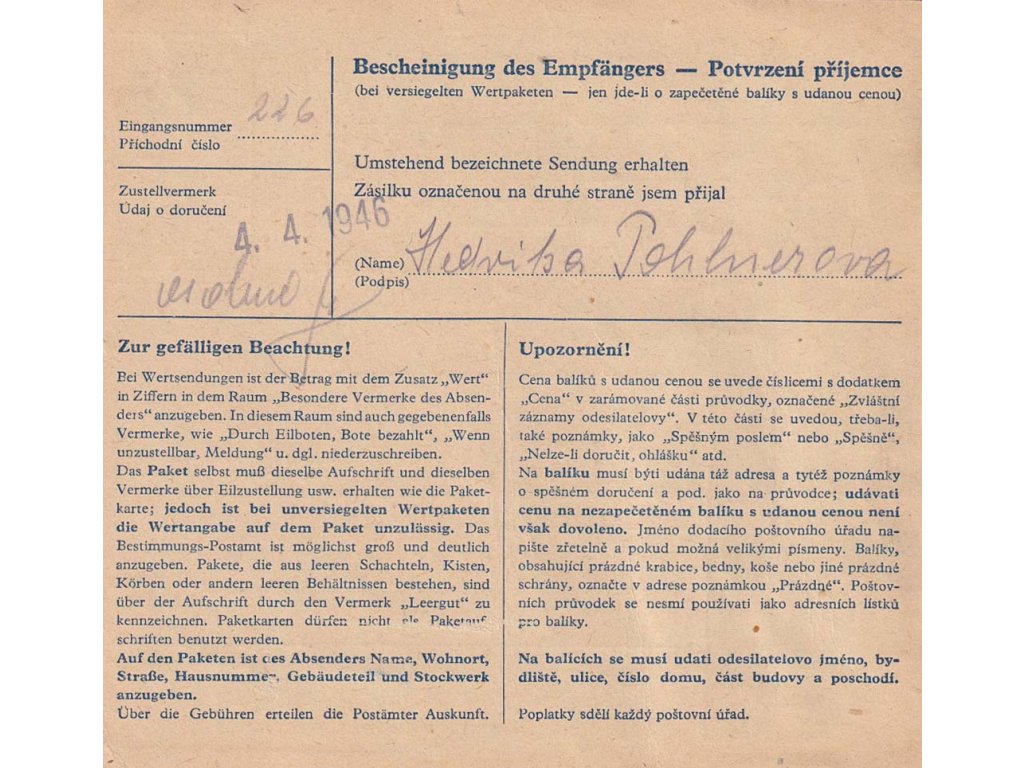 Bescheinigung des Empfängers — Potvrzení příjemce
(bei versiegelten Wertpaketen — jen jde-li o zapečetěné balíky s udanou cenou)
226
Eingangsnummer
Příchodní číslo
Umstehend bezeichnete Sendung erhalten
Zásilku označenou na druhé straně jsem přijal
Zustellvermerk
Údaj o doručení
4. 4. 1946
(Name) Hedvika
(Podpis)
Zur gefälligen Beachtung!
Bei Wertsendungen ist der Betrag mit dem Zusatz „Wert“
in Ziffern in dem Raum „Besondere Vermerke des Absen-
ders“ anzugeben. In diesem Raum sind auch gegebenenfalls
Vermerke, wie „Durch Eilboten, Bote bezahlt“, „Wenn
unzustellbar, Meldung“ u. dgl. niederzuschreiben.
Das Paket selbst muß dieselbe Aufschrift und dieselben
Vermerke über Eilzustellung usw. erhalten wie die Paket-
karte; jedoch ist bei unversiegelten Wertpaketen
die Wertangabe auf dem Paket unzulässig. Das
Bestimmungs-Postamt ist möglichst groß und deutlich
anzugeben. Pakete, die aus leeren Schachteln, Kisten,
Körben oder andern leeren Behältnissen bestehen, sind
über der Aufschrift durch den Vermerk „Leergut“ zu
kennzeichnen. Paketkarten dürfen nicht als Paketauf-
schriften benutzt werden.
Auf den Paketen ist des Absenders Name, Wohnort,
Straße, Hausnummer, Gebäudeteil und Stockwerk
anzugeben.
Über die Gebühren erteilen die Postämter Auskunft.
Upozornění!
Cena balíků s udanou cenou se uvede číslicemi s dodatkem
„Cena“ v zarámované části průvodky, označené „Zvláštní
záznamy odesilatelovy“. V této části se uvedou, třeba-li,
také poznámky, jako „Spěšným poslem“ nebo „Spěšně“,
„Nelze-li doručit, ohlášku“ atd.
Na balíku musí býti udána táž adresa a tytéž poznámky
o spěšném doručení a pod. jako na průvodce; udávati
cenu na nezapečetěném balíku s udanou cenou není
však dovoleno. Jméno dodacího poštovního úřadu na-
pište zřetelně a pokud možná velikými písmeny. Balíky,
obsahující prázdné krabice, bedny, koše nebo jiné prázdné
schrány, označte v adrese poznámkou „Prázdné“. Poštov-
ních průvodek se nesmí používati jako adresních lístků
pro balíky.
Na balících se musí udati odesilatelovo jméno, by-
dliště, ulice, číslo domu, část budovy a poschodí.
Poplatky sdělí každý poštovní úřad.